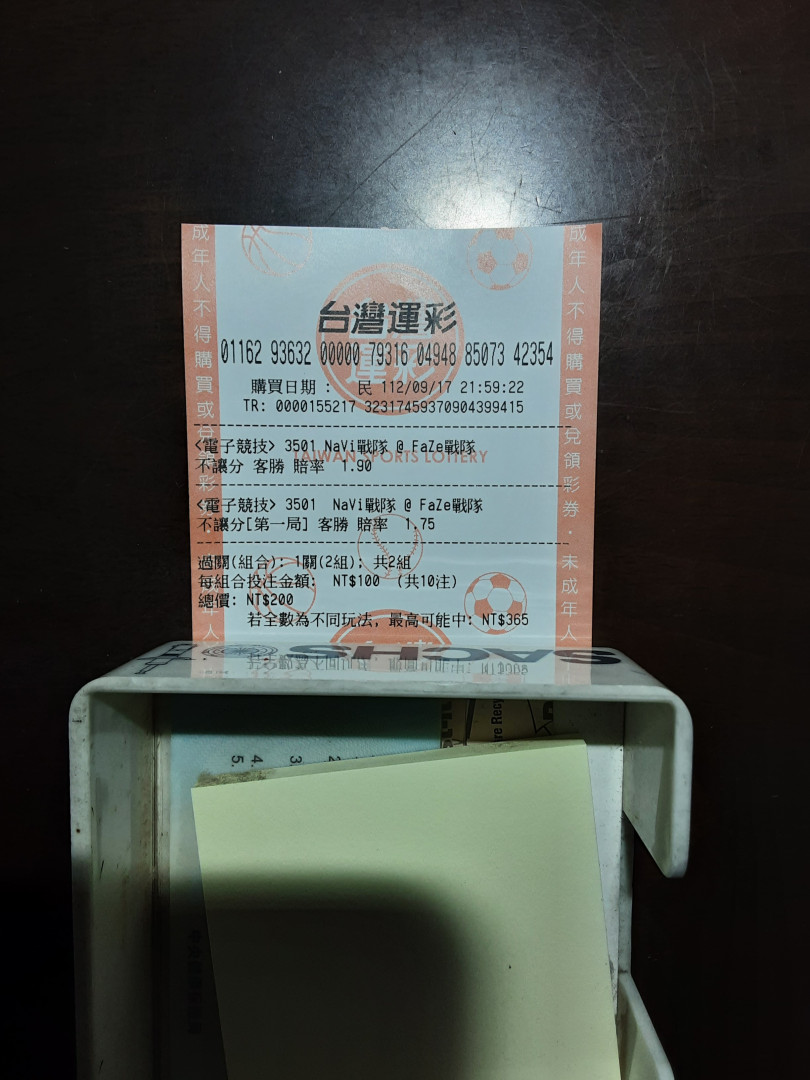 台灣運彩
01162 93632 00000 79316 04948 85073 42354
購買日期 : 民 112/09/17 21:59:22
TR: 0000155217 32317459370904399415
<電子競技> 3501 NaVi戰隊 @ FaZe戰隊
TAIWAN SPORTS LOTTERY
不讓分 客勝 賠率 1.90
<電子競技> 3501 NaVi戰隊 @ FaZe戰隊
不讓分[第一局] 客勝 賠率 1.75
過關(組合): 1關(2組): 共2組
每組合投注金額: NT$100 (共10注)
總價: NT$200
若全數為不同玩法, 最高可能中: NT$365
成年人不得購買或兌
成年人不得購買或兌領彩券・未成年人
SACHS
re Recy
5.
4.
3.
2